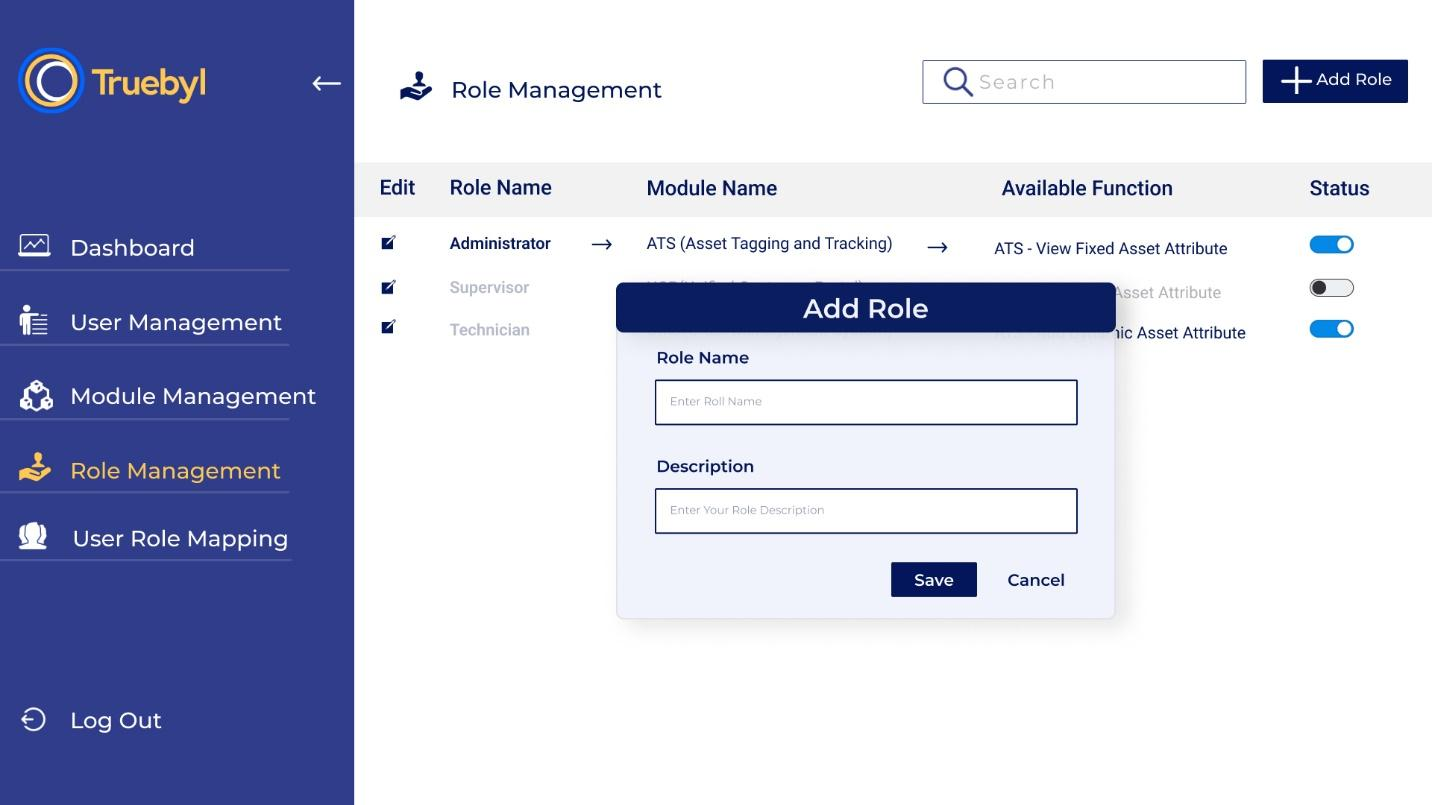 Truebyl
Role Management
Search
Add Role
Edit Role Name Module Name Available Function Status
Dashboard
User Management
Module Management
Role Management
User Role Mapping
Log Out
Administrator ATS (Asset Tagging and Tracking) ATS - View Fixed Asset Attribute
Supervisor Asset Attribute
Technician Asset Attribute
Add Role
Role Name
Enter Roll Name
Description
Enter Your Role Description
Save Cancel